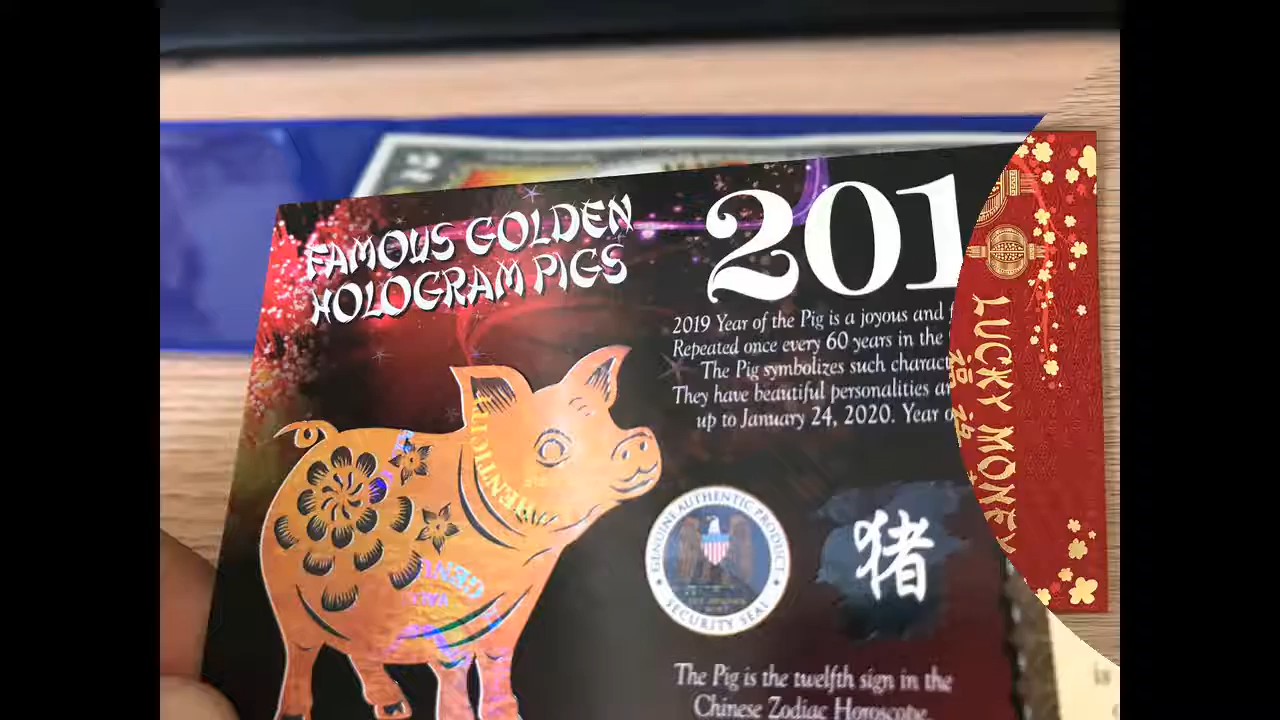 FAMOUS GOLDEN
HOLOGRAM PIGS
201
2019 Year of the Pig is a joyous and f
Repeated once every 60 years in the
The Pig symbolizes such charact
They have beautiful personalities ar
up to January 24, 2020. Year o
GENUINE AUTHENTIC PRODUCT
SECURITY SEAL
猪
The Pig is the twelfth sign in the
Chinese Zodiac Horoscope.
LUCKY MONEY